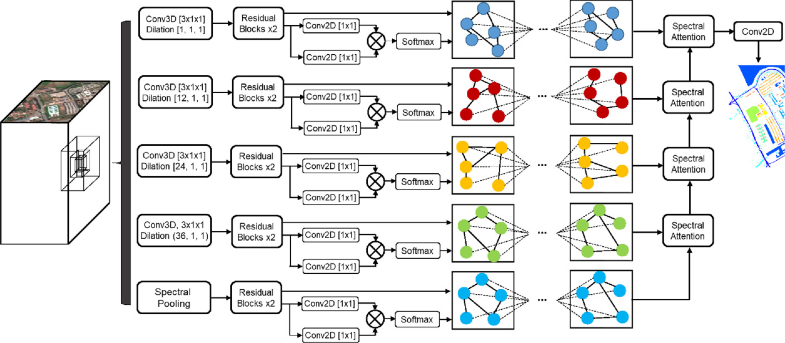 Conv3D [3x1x1]
Dilation [1, 1, 1]
Residual
Blocks x2
Conv2D [1x1]
Conv2D [1x1]
Softmax
...
Spectral
Attention
Conv2D
Conv3D [3x1x1]
Dilation [12, 1, 1]
Residual
Blocks x2
Conv2D [1x1]
Conv2D [1x1]
Softmax
...
Spectral
Attention
Conv3D [3x1x1]
Dilation [24, 1, 1]
Residual
Blocks x2
Conv2D [1x1]
Conv2D [1x1]
Softmax
...
Spectral
Attention
Conv3D, 3x1x1
Dilation (36, 1, 1)
Residual
Blocks x2
Conv2D [1x1]
Conv2D [1x1]
Softmax
...
Spectral
Attention
Spectral
Pooling
Residual
Blocks x2
Conv2D [1x1]
Conv2D [1x1]
Softmax
...